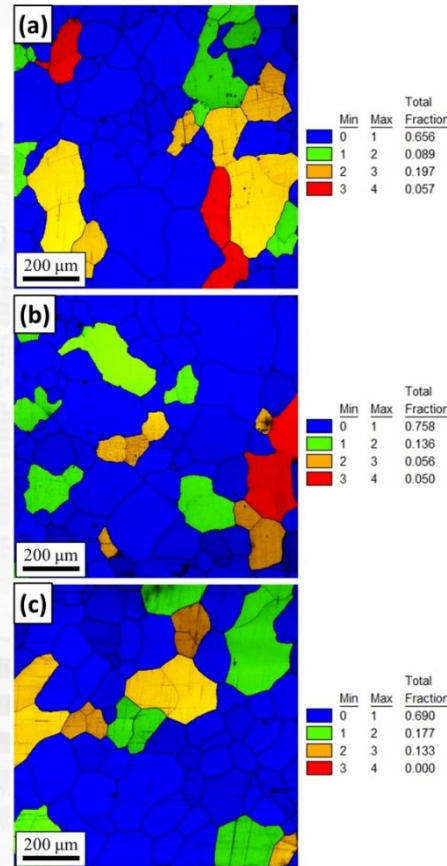 (a)
Total
Min Max Fraction
0 1 0.656
1 2 0.089
2 3 0.197
3 4 0.057
200 μm
(b)
Total
Min Max Fraction
0 1 0.758
1 2 0.136
2 3 0.056
3 4 0.050
200 μm
(c)
Total
Min Max Fraction
0 1 0.690
1 2 0.177
2 3 0.133
3 4 0.000
200 μm